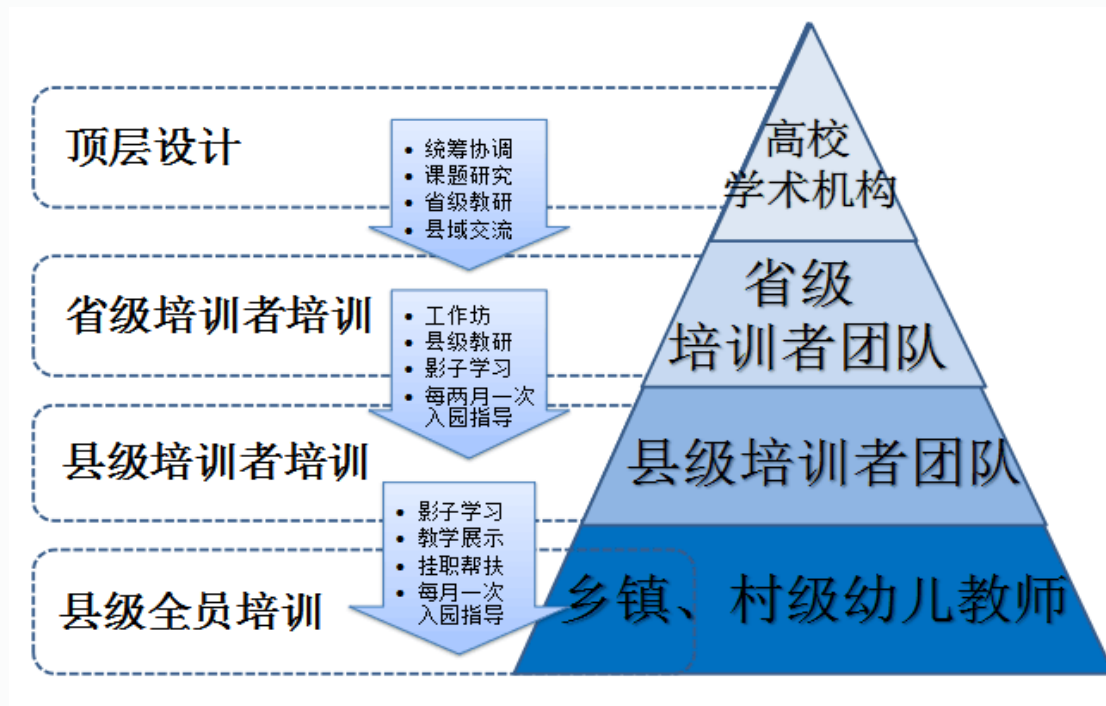 顶层设计
• 统筹协调
• 课题研究
• 省级教研
• 县域交流
高校
学术机构
省级培训者培训
• 工作坊
• 县级教研
• 影子学习
• 每两月一次
入园指导
省级
培训者团队
县级培训者培训
• 影子学习
• 教学展示
• 挂职帮扶
• 每月一次
入园指导
县级培训者团队
县级全员培训
乡镇、村级幼儿教师